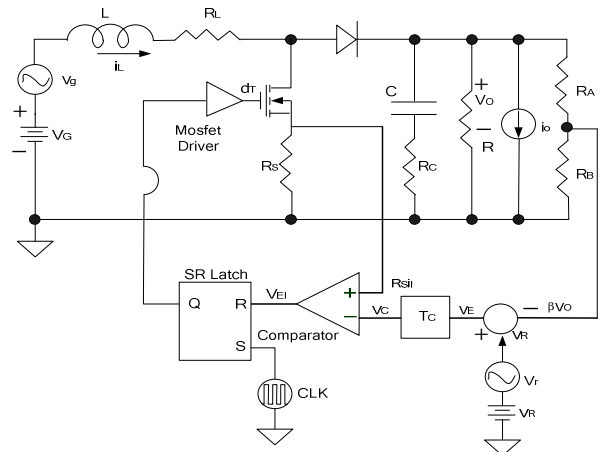 L
RL
iL
Vg
+
VG
−
dT
Mosfet
Driver
RS
C
RC
+
VO
−
R
io
RA
RB
SR Latch
Q
R
S
VEI
Comparator
+
−
RsiL
VC
TC
VE
− βVO
+
VR
Vr
VR
CLK